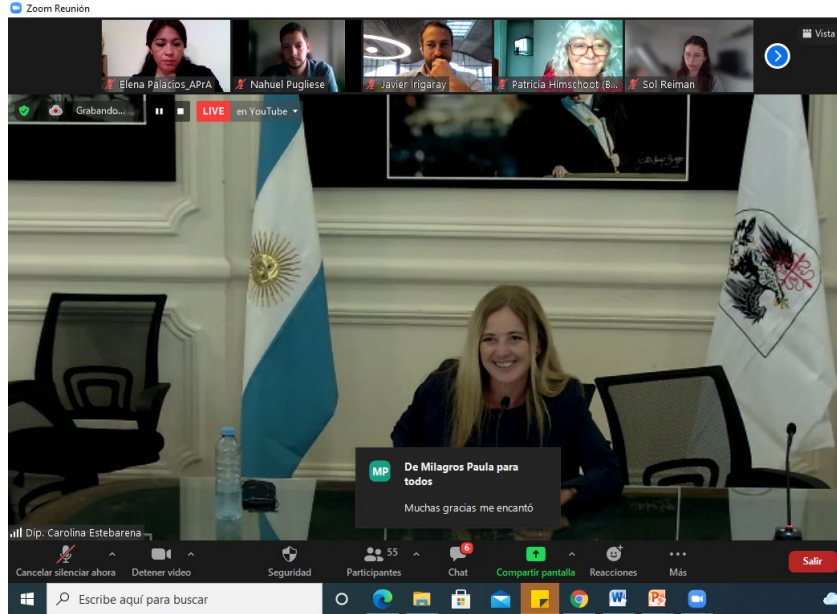 Zoom Reunión
Vista
Elena Palacios_APrA
Nahuel Pugliese
Javier Irigaray
Patricia Himschoot (B...
Sol Reiman
Grabando...
LIVE en YouTube
MP
De Milagros Paula para
todos
Muchas gracias me encantó
Dip. Carolina Estebarena
Cancelar silenciar ahora
Detener video
Seguridad
55
Participantes
6
Chat
Compartir pantalla
Reacciones
Más
Salir
Escribe aquí para buscar